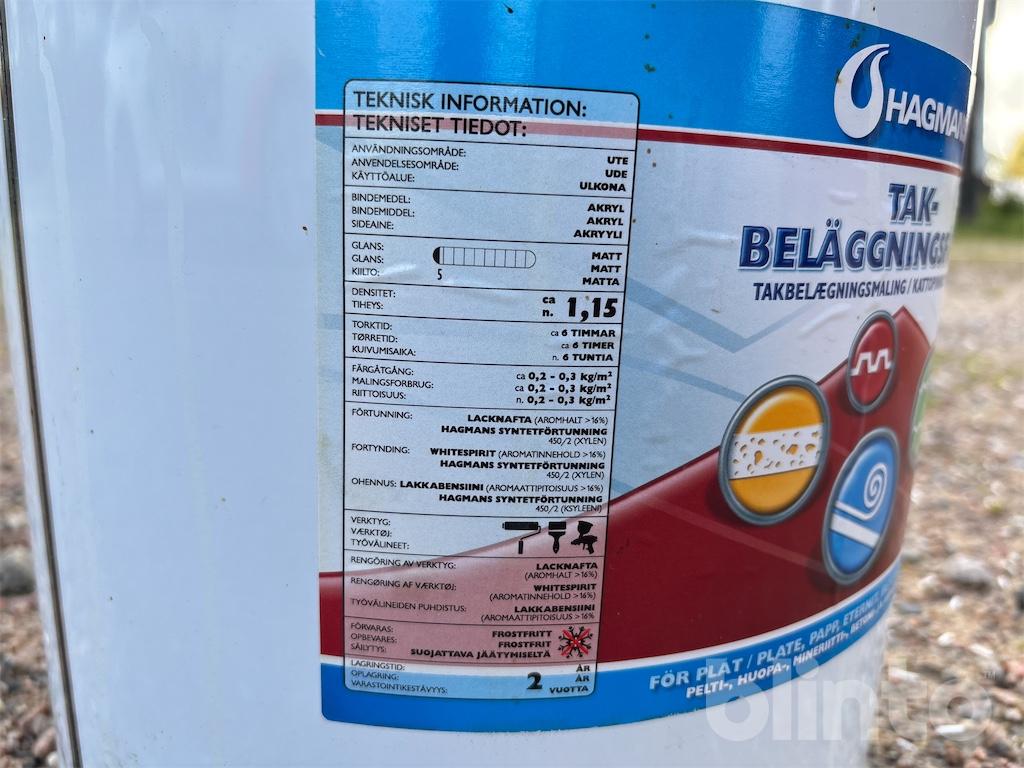 TEKNISK INFORMATION:
TEKNISET TIEDOT:
ANVÄNDNINGSOMRÅDE: UTE
ANVENDELSESOMRÅDE: UDE
KÄYTTÖALUE: ULKONA
BINDEMEDEL: AKRYL
BINDEMIDDEL: AKRYL
SIDEAINE: AKRYYLI
GLANS: MATT
GLANS: MATT
KIILTO: 5 MATTA
DENSITET: ca 1,15
TIHEYS: n.
TORKTID: ca 6 TIMMAR
TØRRETID: ca 6 TIMER
KUIVUMISAIKA: n. 6 TUNTIA
FÄRGÅTGÅNG: ca 0,2 - 0,3 kg/m²
MALINGSFORBRUG: ca 0,2 - 0,3 kg/m²
RIITTOISUUS: n. 0,2 - 0,3 kg/m²
FÖRTUNNING: LACKNAFTA (AROMHALT >16%)
HAGMANS SYNTETFÖRTUNNING
450/2 (XYLEN)
FORTYNDING: WHITESPIRIT (AROMATINNEHOLD >16%)
HAGMANS SYNTETFÖRTUNNING
450/2 (XYLEN)
OHENNUS: LAKKABENSIINI (AROMAATTIPITOISUUS >16%)
HAGMANS SYNTETFÖRTUNNING
450/2 (KSYLEENI)
VERKTYG:
VÆRKTØJ:
TYÖVÄLINEET:
RENGÖRING AV VERKTYG: LACKNAFTA
(AROMHALT >16%)
RENGØRING AF VÆRKTØJ: WHITESPIRIT
(AROMATINNEHOLD >16%)
TYÖVÄLINEIDEN PUHDISTUS: LAKKABENSIINI
(AROMAATTIPITOISUUS >16%
FÖRVARAS: FROSTFRITT
OPBEVARES: FROSTFRIT
SÄILYTYS: SUOJATTAVA JÄÄTYMISELTÄ
LAGRINGSTID: ÅR
OPLAGRING: 2 ÅR
VARASTOINTIKESTÄVYYS: VUOTTA
HAGMANS
TAK-
BELÄGGNINGSF
TAKBELÆGNINGSMALING / KATTOPIN
FÖR PLÅT / PLATE, PAPP, ETERNIT,
PELTI-, HUOPA-, MINERIITTI-, BETONI-
blinto